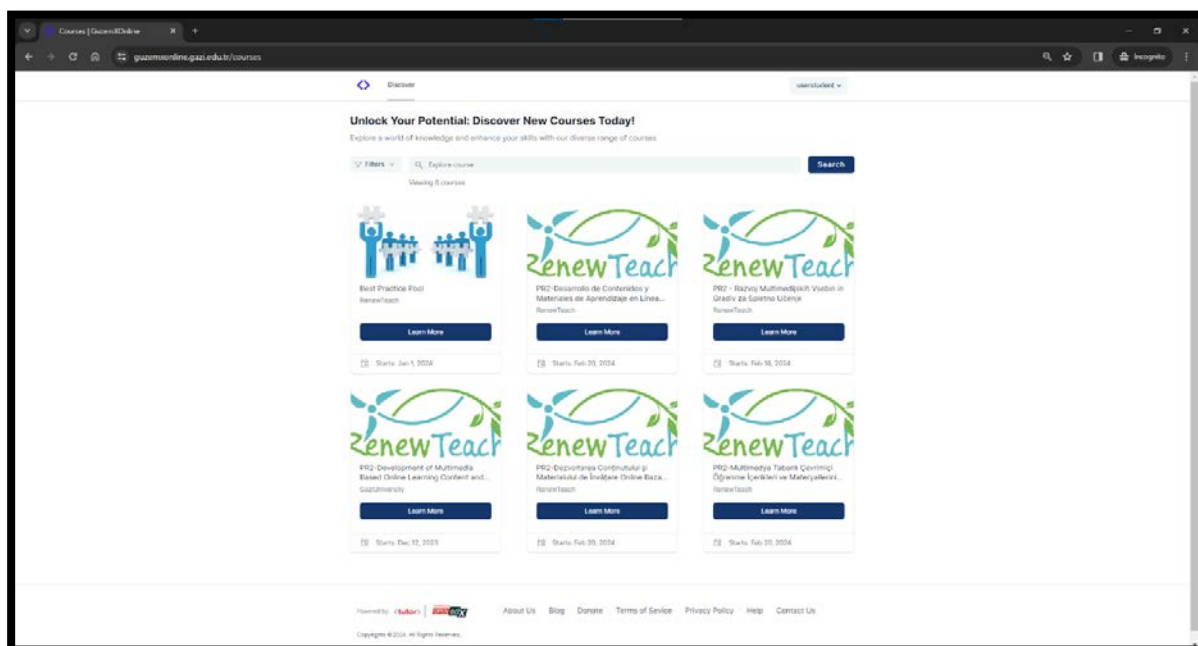 Courses | GuzemXOnline
guzemxonline.gazi.edu.tr/courses
Incognito
Discover
userstudent
Unlock Your Potential: Discover New Courses Today!
Explore a world of knowledge and enhance your skills with our diverse range of courses
Filters
Explore course
Search
Viewing 6 courses
Best Practice Pool
RenewTeach
Learn More
Starts: Jan 1, 2024
RenewTeach
PR2-Desarrollo de Contenidos y
Materiales de Aprendizaje en Línea...
RenewTeach
Learn More
Starts: Feb 20, 2024
RenewTeach
PR2 - Razvoj Multimedijskih Vsebin in
Gradiv za Spletno Učenje
RenewTeach
Learn More
Starts: Feb 16, 2024
RenewTeach
PR2-Development of Multimedia
Based Online Learning Content and...
GaziUniversity
Learn More
Starts: Dec 12, 2023
RenewTeach
PR2-Dezvoltarea Conținutului și
Materialului de Învățare Online Baza...
RenewTeach
Learn More
Starts: Feb 20, 2024
RenewTeach
PR2-Multimedya Tabanlı Çevrimiçi
Öğrenme İçerikleri ve Materyallerini...
RenewTeach
Learn More
Starts: Feb 20, 2024
Powered by
tutor
edX
About Us
Blog
Donate
Terms of Sevice
Privacy Policy
Help
Contact Us
Copyrights ©2024. All Rights Reserved.